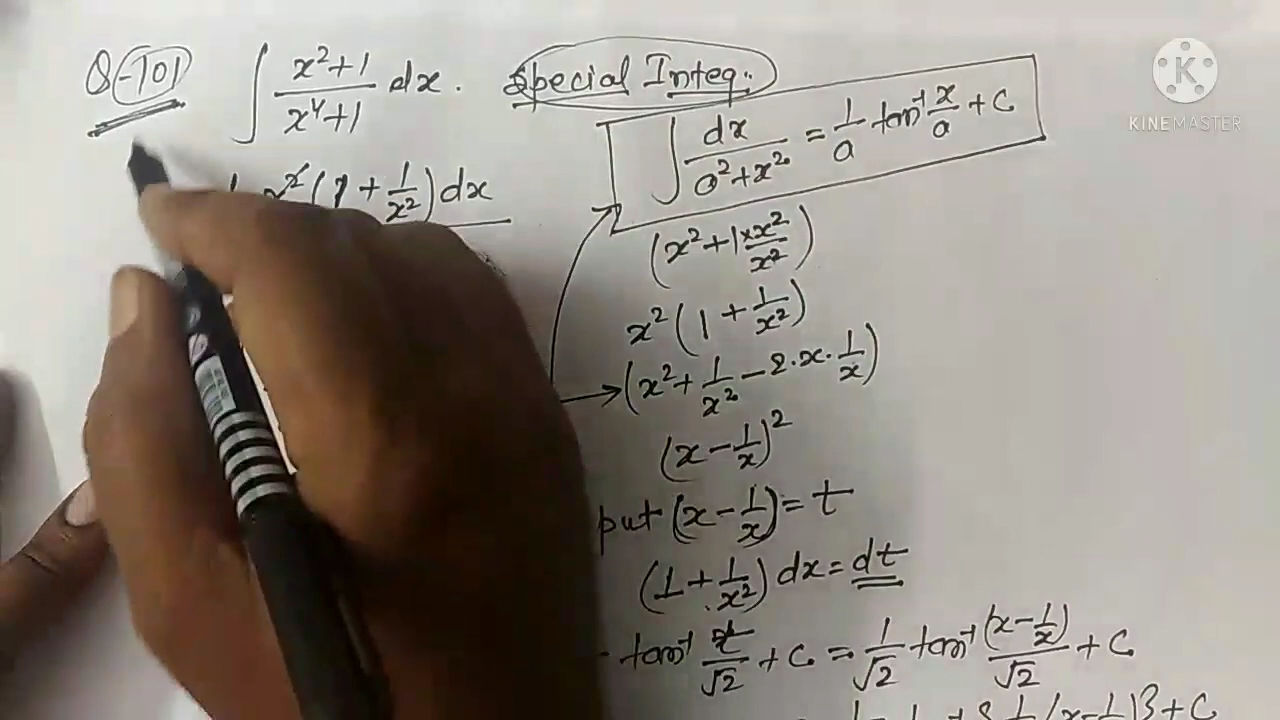 Q-101 ∫ x²+1 / x⁴+1 dx. Special Integ.
∫ dx / a²+x² = 1/a tan⁻¹ x/a + C
x²(1 + 1/x²) dx
(x² + 1×x²/x²)
x²(1 + 1/x²)
(x² + 1/x² - 2·x·1/x)
(x - 1/x)²
put (x - 1/x) = t
(1 + 1/x²) dx = dt
tan⁻¹ t/√2 + C = 1/√2 tan⁻¹ (x - 1/x)/√2 + C
(x - 1/x)} + C
K
KINEMASTER